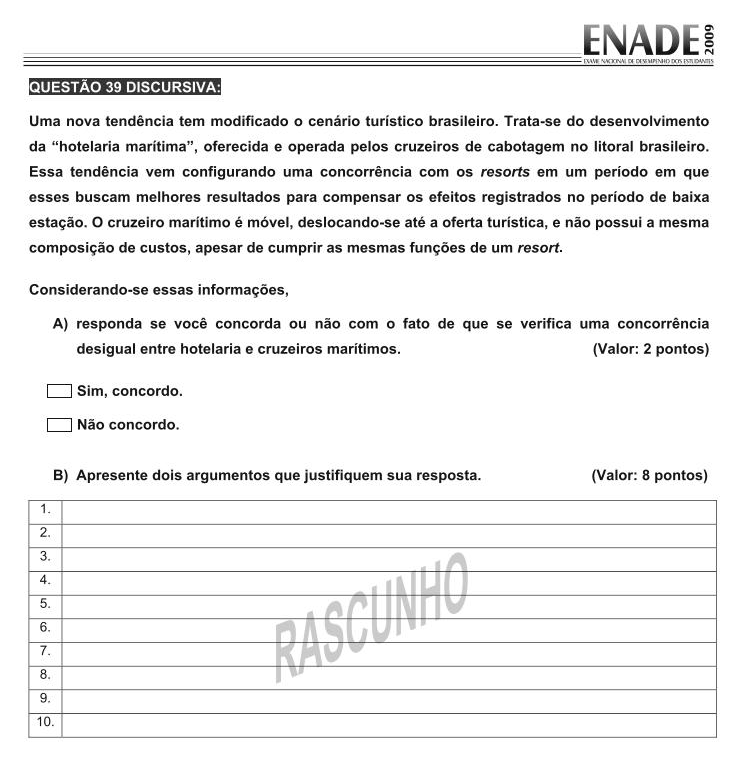 ENADE 2009
EXAME NACIONAL DE DESEMPENHO DOS ESTUDANTES
QUESTÃO 39 DISCURSIVA:
Uma nova tendência tem modificado o cenário turístico brasileiro. Trata-se do desenvolvimento
da “hotelaria marítima”, oferecida e operada pelos cruzeiros de cabotagem no litoral brasileiro.
Essa tendência vem configurando uma concorrência com os resorts em um período em que
esses buscam melhores resultados para compensar os efeitos registrados no período de baixa
estação. O cruzeiro marítimo é móvel, deslocando-se até a oferta turística, e não possui a mesma
composição de custos, apesar de cumprir as mesmas funções de um resort.
Considerando-se essas informações,
A) responda se você concorda ou não com o fato de que se verifica uma concorrência
desigual entre hotelaria e cruzeiros marítimos. (Valor: 2 pontos)
Sim, concordo.
Não concordo.
B) Apresente dois argumentos que justifiquem sua resposta. (Valor: 8 pontos)
1.
2.
3.
4.
5.
6.
7.
8.
9.
10.
RASCUNHO